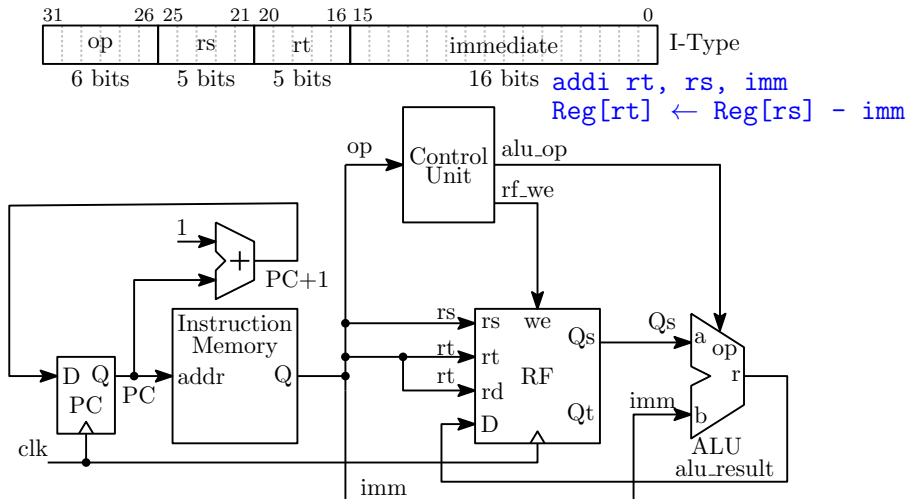 31 26 25 21 20 16 15 0
op rs rt immediate I-Type
6 bits 5 bits 5 bits 16 bits
addi rt, rs, imm
Reg[rt] ← Reg[rs] - imm
op
Control
Unit
alu_op
rf_we
1
+
PC+1
Instruction
Memory
addr
Q
D Q
PC
PC
clk
rs
rt
rt
rs
rt
rd
D
we
RF
Qs
Qt
Qs
imm
a
op
r
b
ALU
alu_result
imm